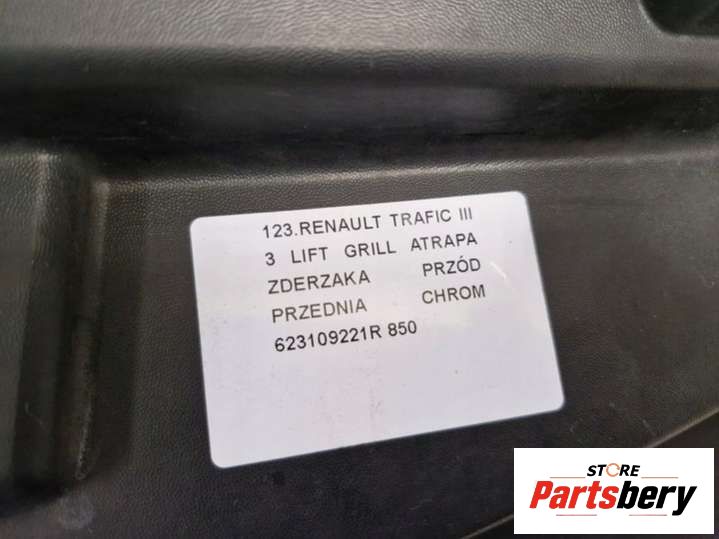 123.RENAULT TRAFIC III
3 LIFT GRILL ATRAPA
ZDERZAKA PRZÓD
PRZEDNIA CHROM
623109221R 850
STORE
Partsbery